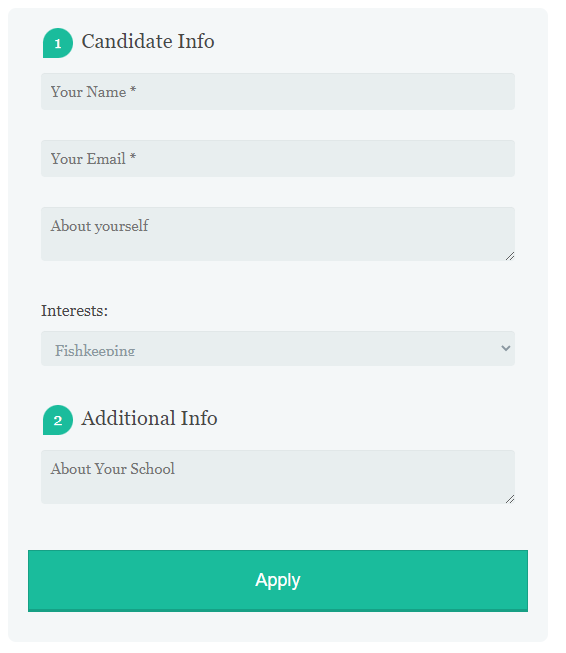 1 Candidate Info
Your Name *
Your Email *
About yourself
Interests:
Fishkeeping
2 Additional Info
About Your School
Apply